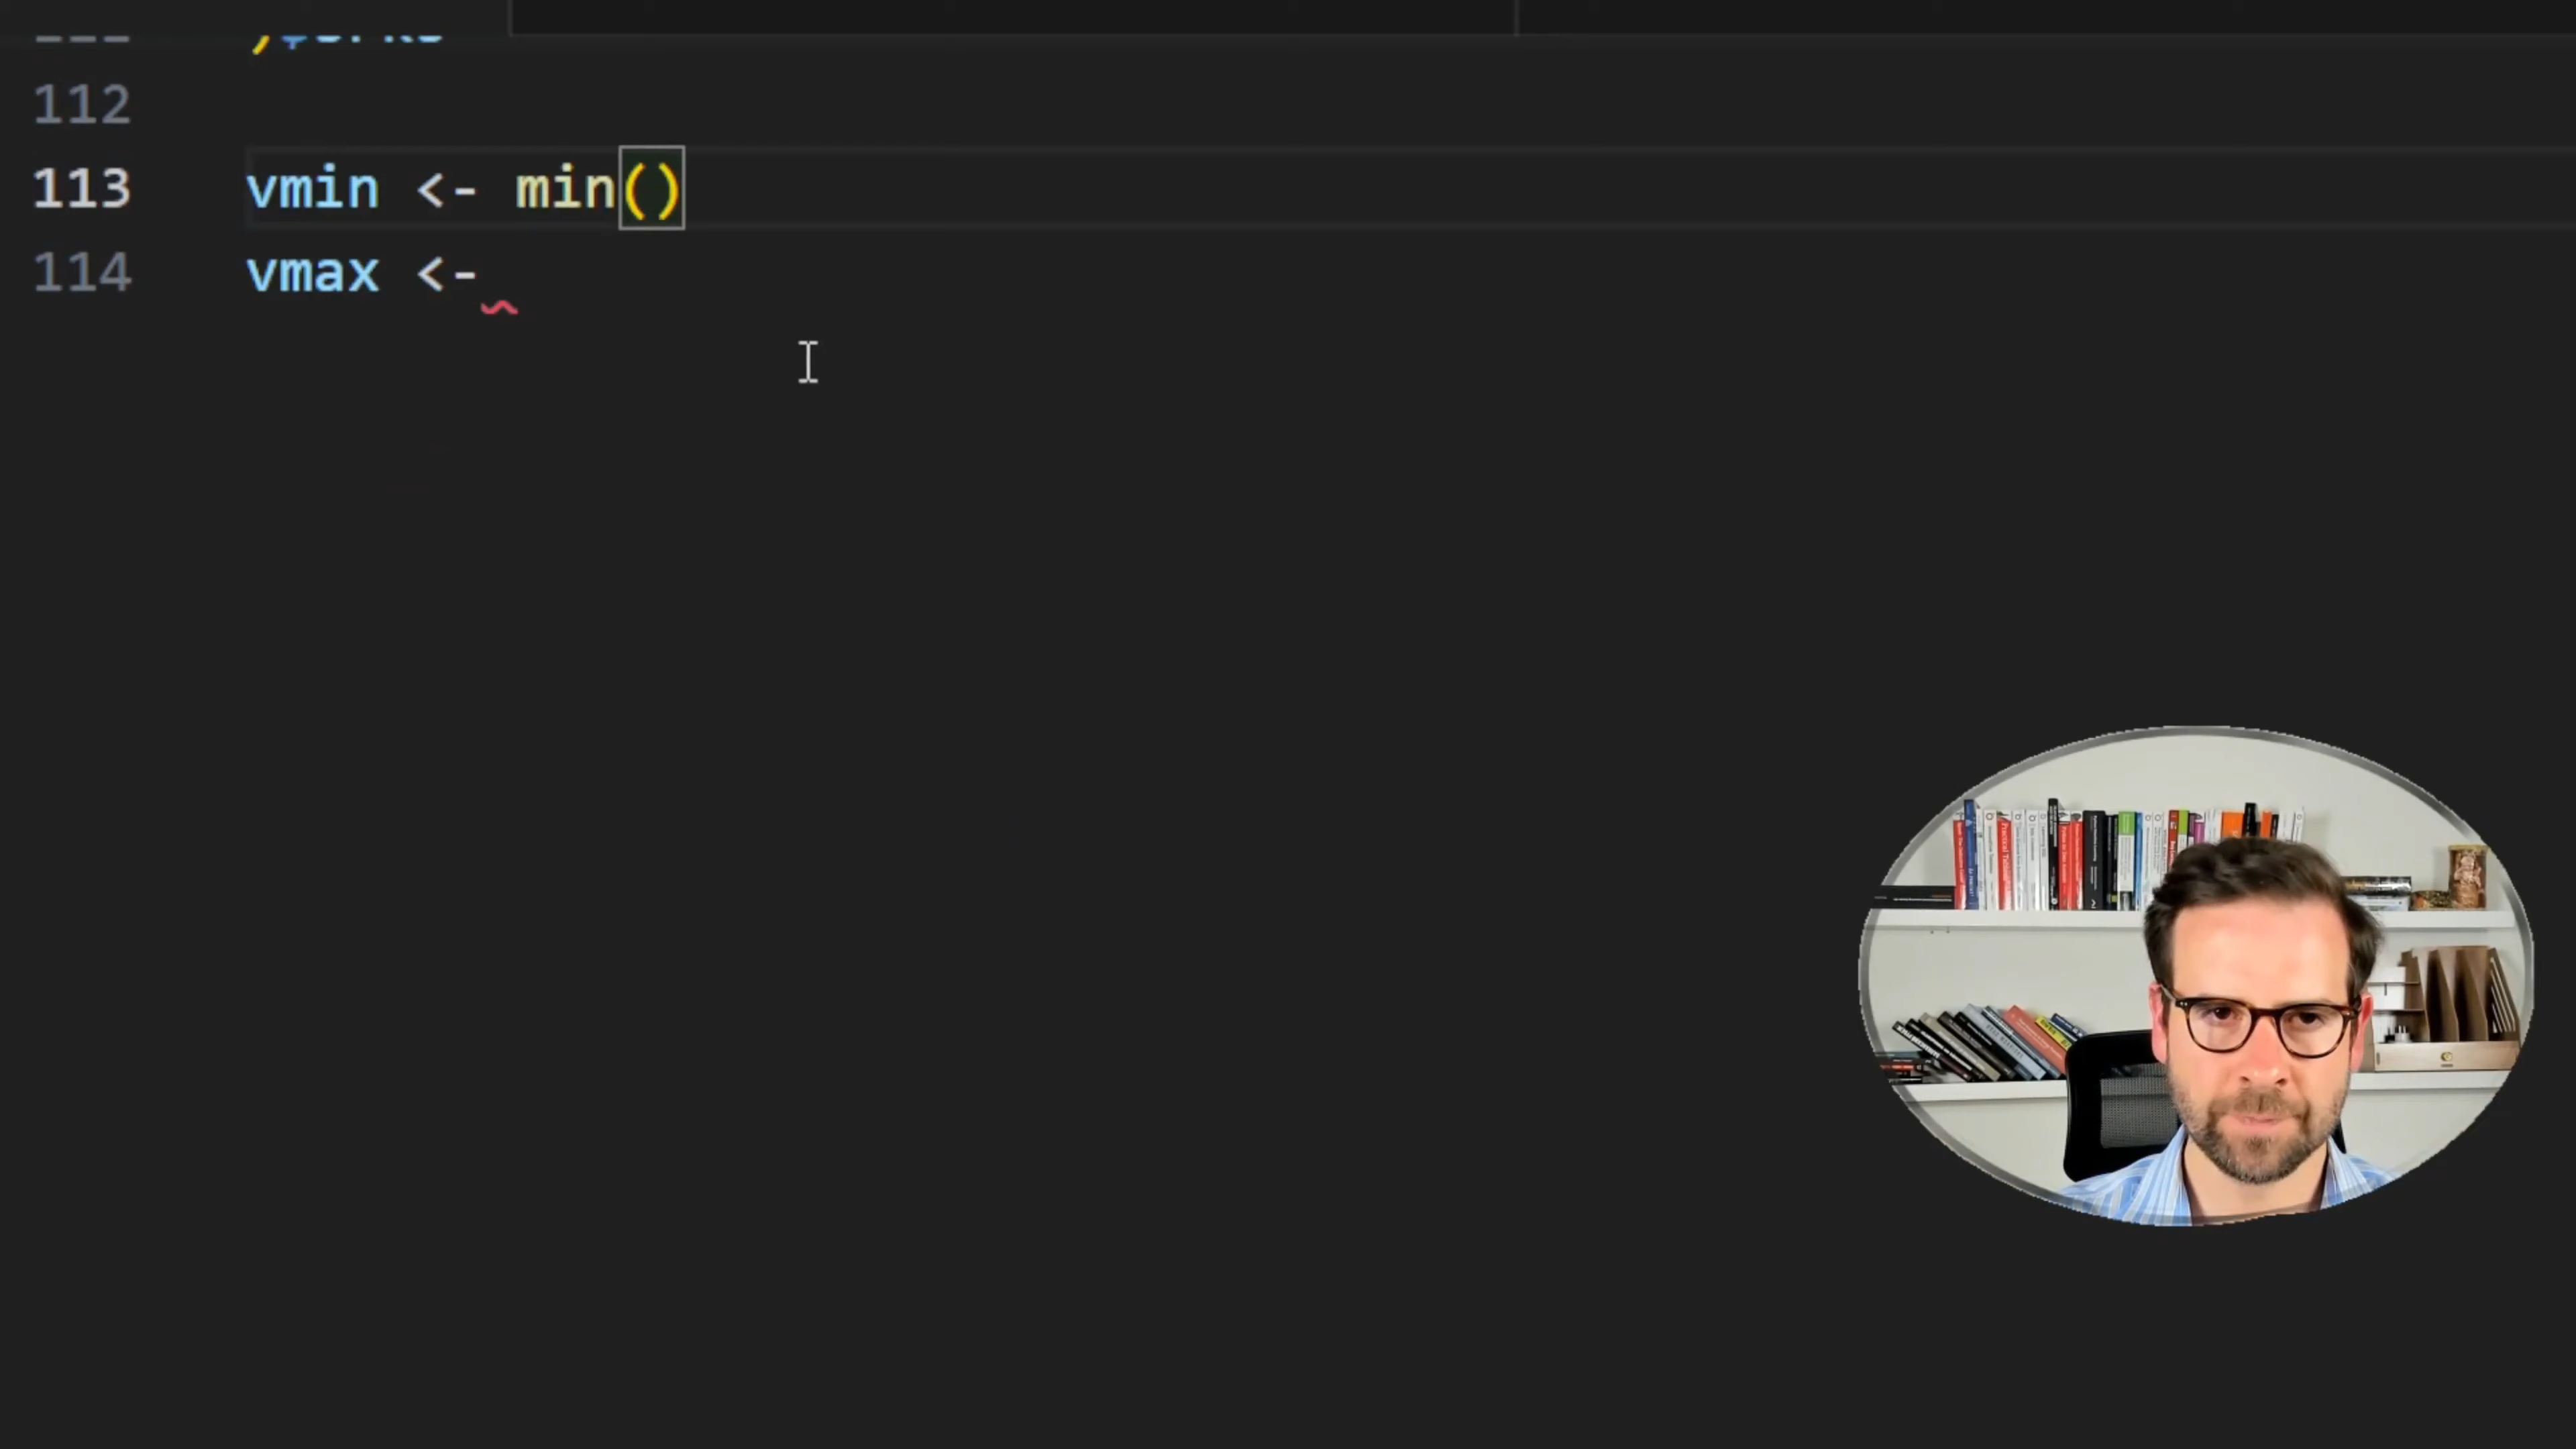 112
113 vmin <- min()
114 vmax <-